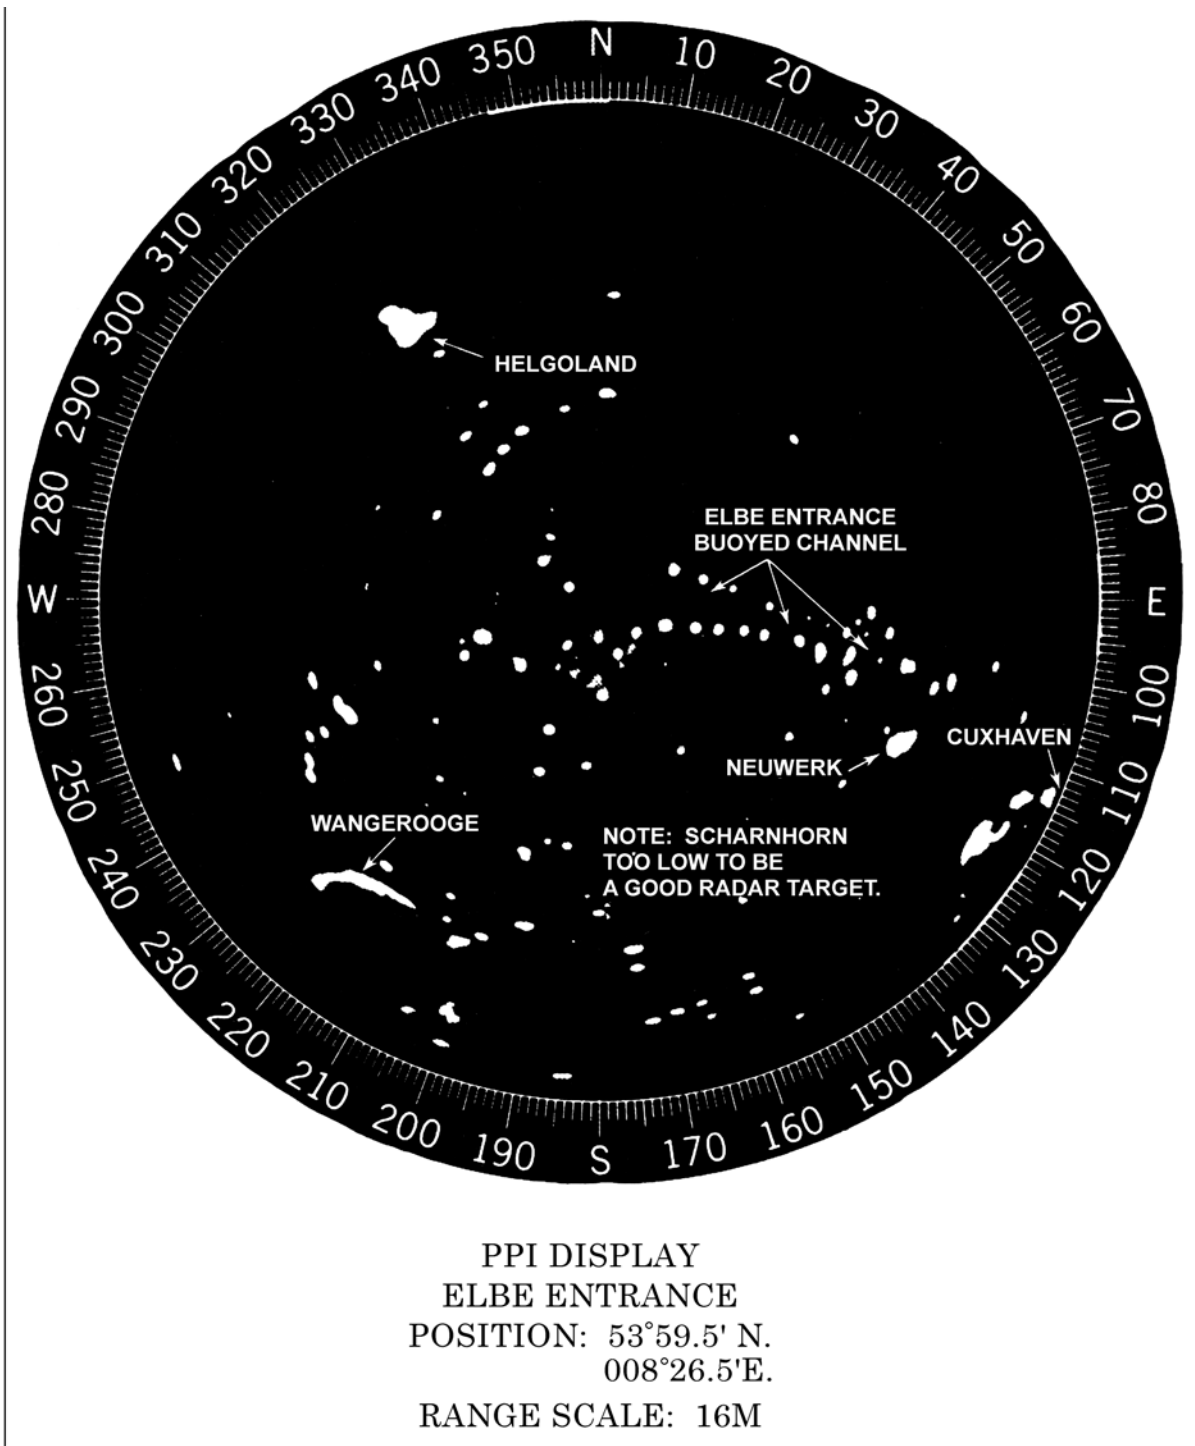 N
10
20
30
40
50
60
70
80
E
100
110
120
130
140
150
160
170
S
190
200
210
220
230
240
250
260
W
280
290
300
310
320
330
340
350
HELGOLAND
ELBE ENTRANCE
BUOYED CHANNEL
CUXHAVEN
NEUWERK
WANGEROOGE
NOTE: SCHARNHORN
TOO LOW TO BE
A GOOD RADAR TARGET.
PPI DISPLAY
ELBE ENTRANCE
POSITION: 53°59.5' N.
008°26.5'E.
RANGE SCALE: 16M